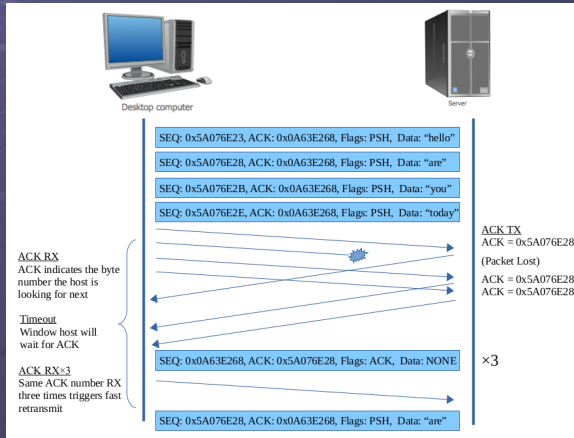 Desktop computer
Server
SEQ: 0x5A076E23, ACK: 0x0A63E268, Flags: PSH, Data: “hello”
SEQ: 0x5A076E28, ACK: 0x0A63E268, Flags: PSH, Data: “are”
SEQ: 0x5A076E2B, ACK: 0x0A63E268, Flags: PSH, Data: “you”
SEQ: 0x5A076E2E, ACK: 0x0A63E268, Flags: PSH, Data: “today”
ACK TX
ACK = 0x5A076E28
(Packet Lost)
ACK = 0x5A076E28
ACK = 0x5A076E28
ACK RX
ACK indicates the byte
number the host is
looking for next
Timeout
Window host will
wait for ACK
ACK RX×3
Same ACK number RX
three times triggers fast
retransmit
SEQ: 0x0A63E268, ACK: 0x5A076E28, Flags: ACK, Data: NONE
×3
SEQ: 0x5A076E28, ACK: 0x0A63E268, Flags: PSH, Data: “are”